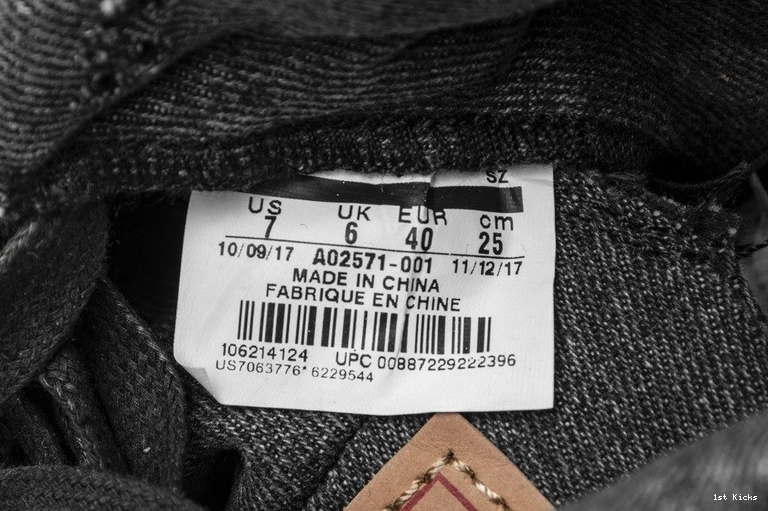 SZ
US UK EUR cm
7 6 40 25
10/09/17 A02571-001 11/12/17
MADE IN CHINA
FABRIQUE EN CHINE
106214124 UPC 00887229222396
US7063776* 6229544
1st Kicks